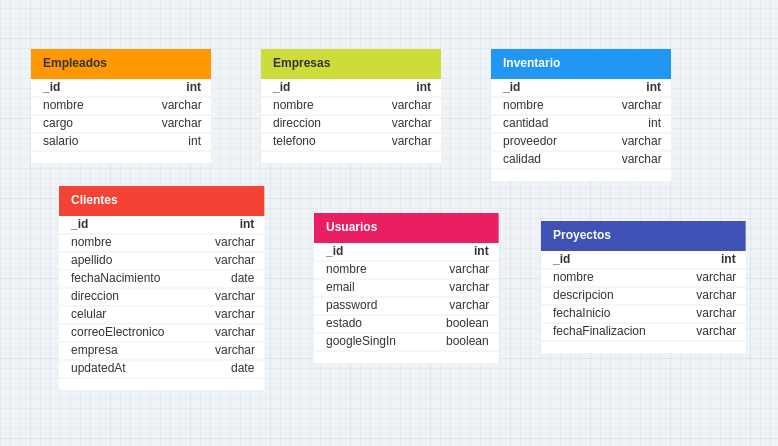 Empleados
_id int
nombre varchar
cargo varchar
salario int
Empresas
_id int
nombre varchar
direccion varchar
telefono varchar
Inventario
_id int
nombre varchar
cantidad int
proveedor varchar
calidad varchar
Clientes
_id int
nombre varchar
apellido varchar
fechaNacimiento date
direccion varchar
celular varchar
correoElectronico varchar
empresa varchar
updatedAt date
Usuarios
_id int
nombre varchar
email varchar
password varchar
estado boolean
googleSingIn boolean
Proyectos
_id int
nombre varchar
descripcion varchar
fechaInicio varchar
fechaFinalizacion varchar